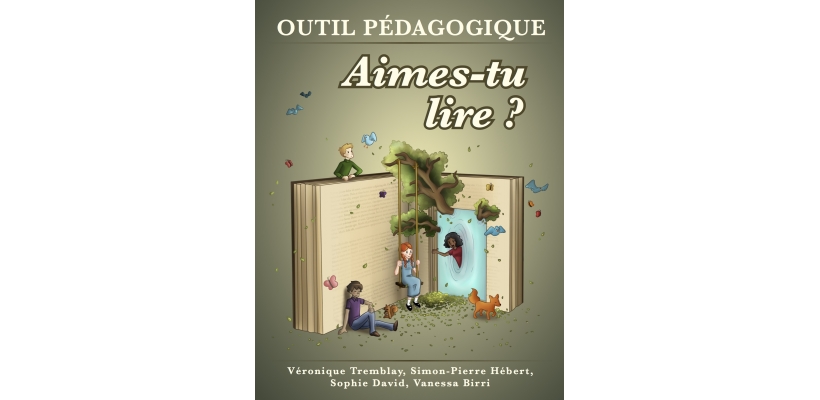 OUTIL PÉDAGOGIQUE
Aimes-tu
lire ?
Véronique Tremblay, Simon-Pierre Hébert,
Sophie David, Vanessa Birri